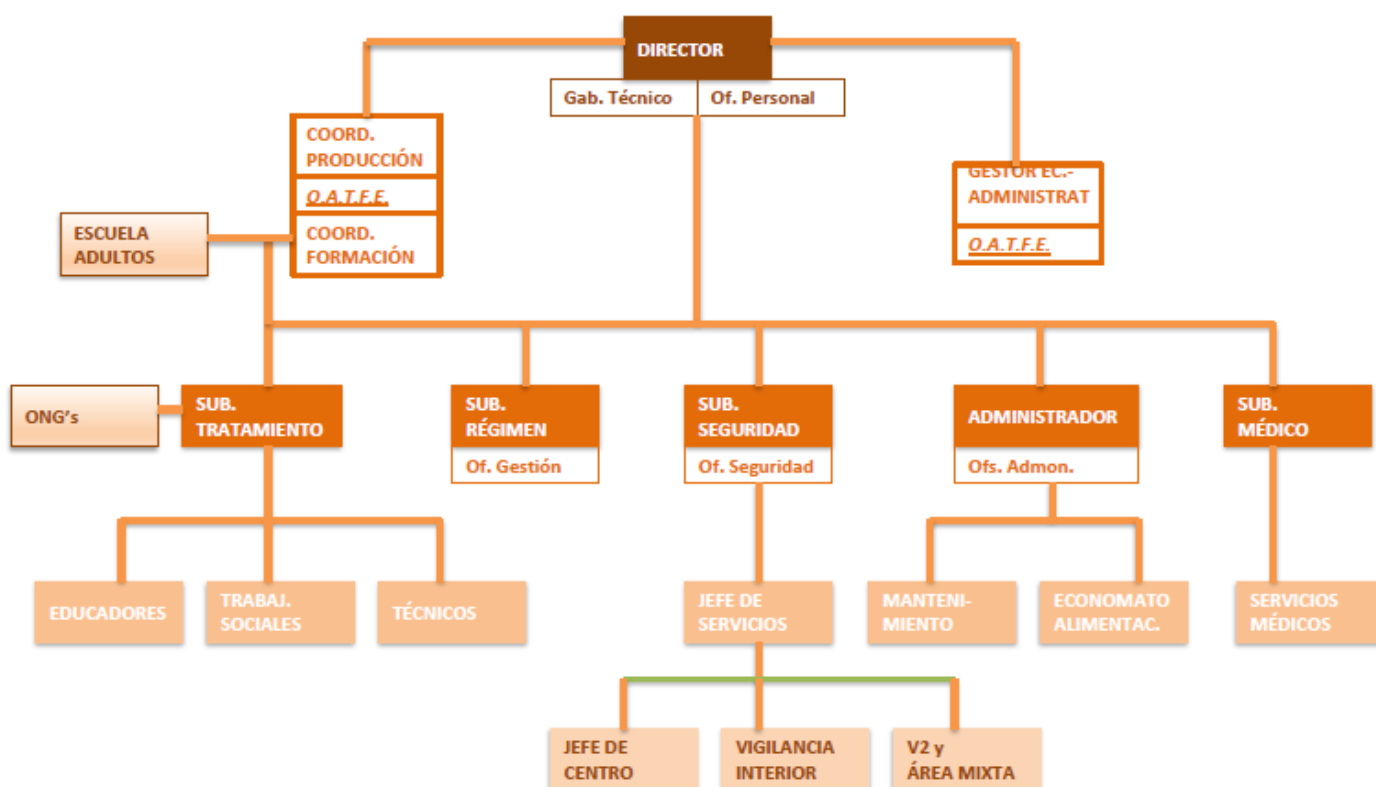 DIRECTOR
Gab. Técnico
Of. Personal
COORD.
PRODUCCIÓN
O.A.T.F.E.
COORD.
FORMACIÓN
GESTOR EC.-
ADMINISTRAT
O.A.T.F.E.
ESCUELA
ADULTOS
ONG's
SUB.
TRATAMIENTO
SUB.
RÉGIMEN
Of. Gestión
SUB.
SEGURIDAD
Of. Seguridad
ADMINISTRADOR
Ofs. Admon.
SUB.
MÉDICO
EDUCADORES
TRABAJ.
SOCIALES
TÉCNICOS
JEFE DE
SERVICIOS
MANTENI-
MIENTO
ECONOMATO
ALIMENTAC.
SERVICIOS
MÉDICOS
JEFE DE
CENTRO
VIGILANCIA
INTERIOR
V2 y
ÁREA MIXTA